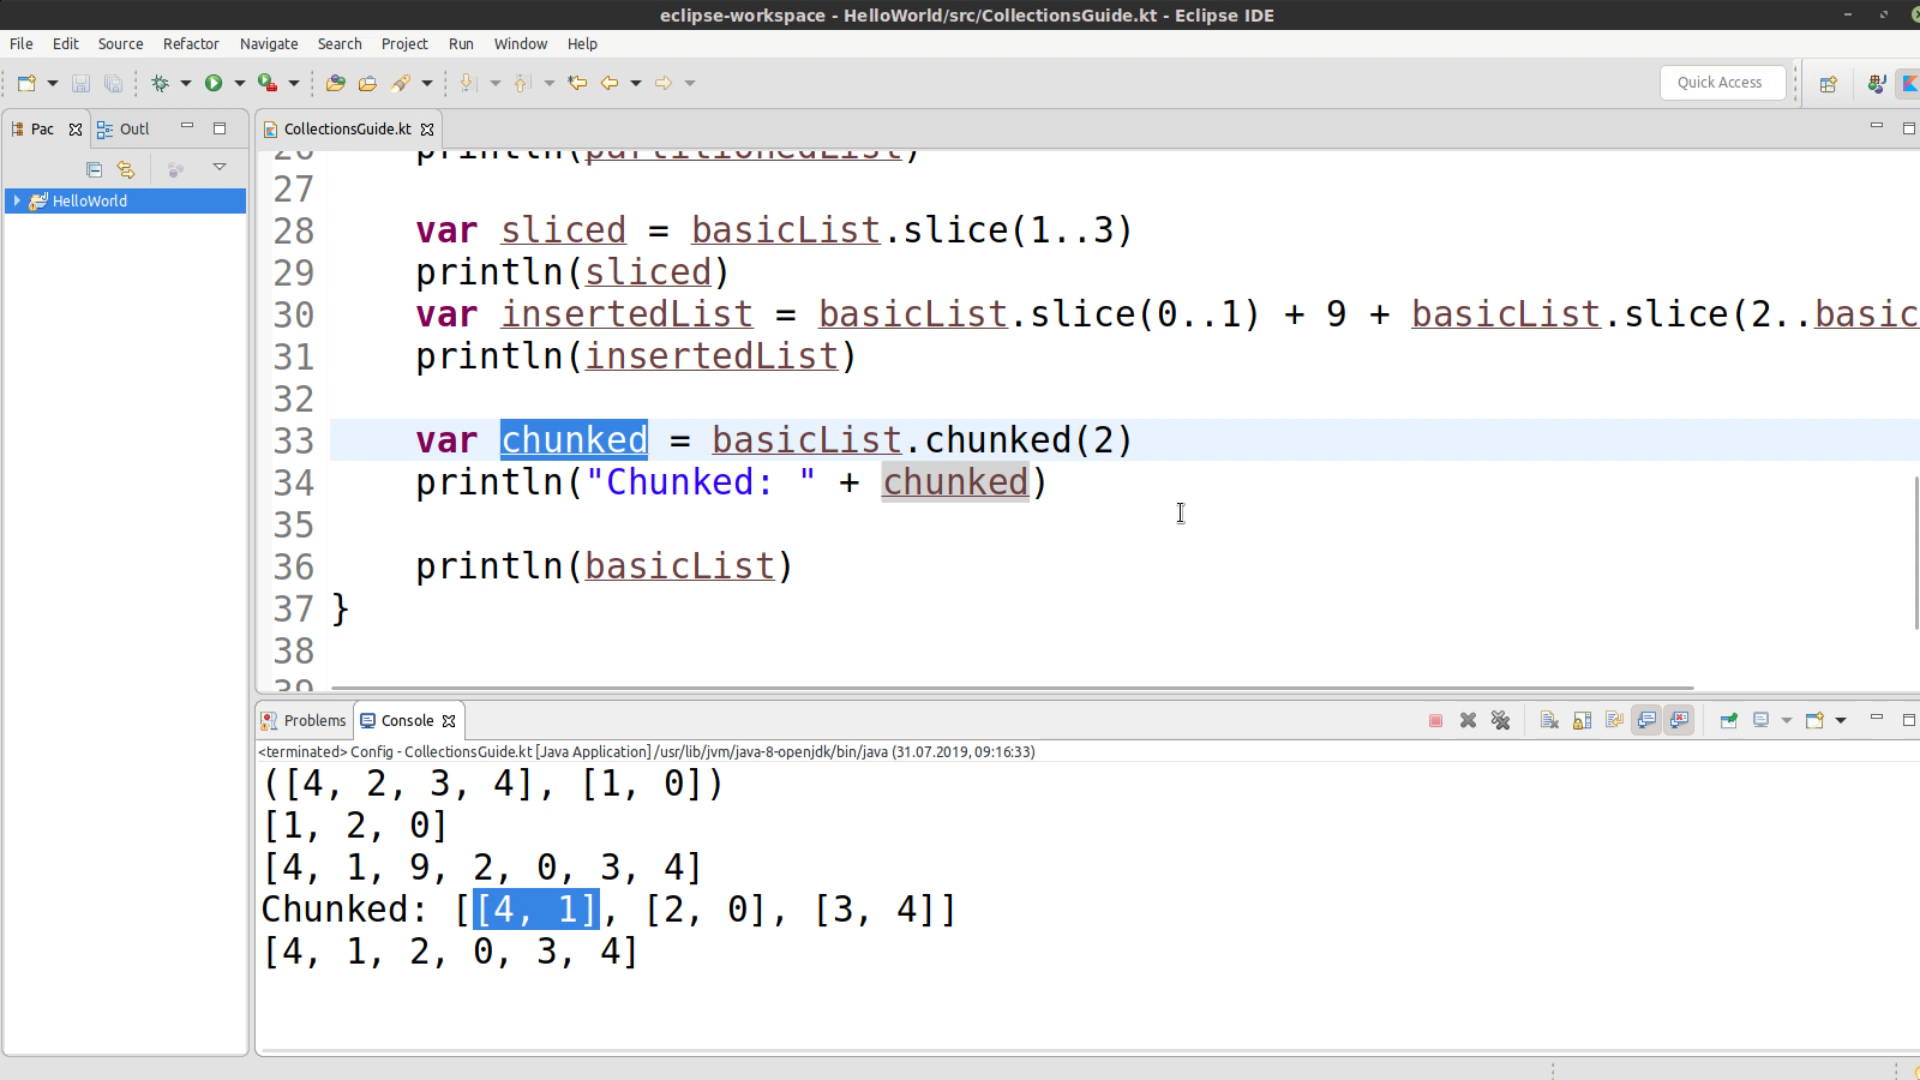 eclipse-workspace - HelloWorld/src/CollectionsGuide.kt - Eclipse IDE
File Edit Source Refactor Navigate Search Project Run Window Help
Quick Access
Pac Outl CollectionsGuide.kt
HelloWorld
26     println(partitionedList)
27
28     var sliced = basicList.slice(1..3)
29     println(sliced)
30     var insertedList = basicList.slice(0..1) + 9 + basicList.slice(2..basic
31     println(insertedList)
32
33     var chunked = basicList.chunked(2)
34     println("Chunked: " + chunked)
35
36     println(basicList)
37 }
38
39
Problems Console
<terminated> Config - CollectionsGuide.kt [Java Application] /usr/lib/jvm/java-8-openjdk/bin/java (31.07.2019, 09:16:33)
([4, 2, 3, 4], [1, 0])
[1, 2, 0]
[4, 1, 9, 2, 0, 3, 4]
Chunked: [[4, 1], [2, 0], [3, 4]]
[4, 1, 2, 0, 3, 4]